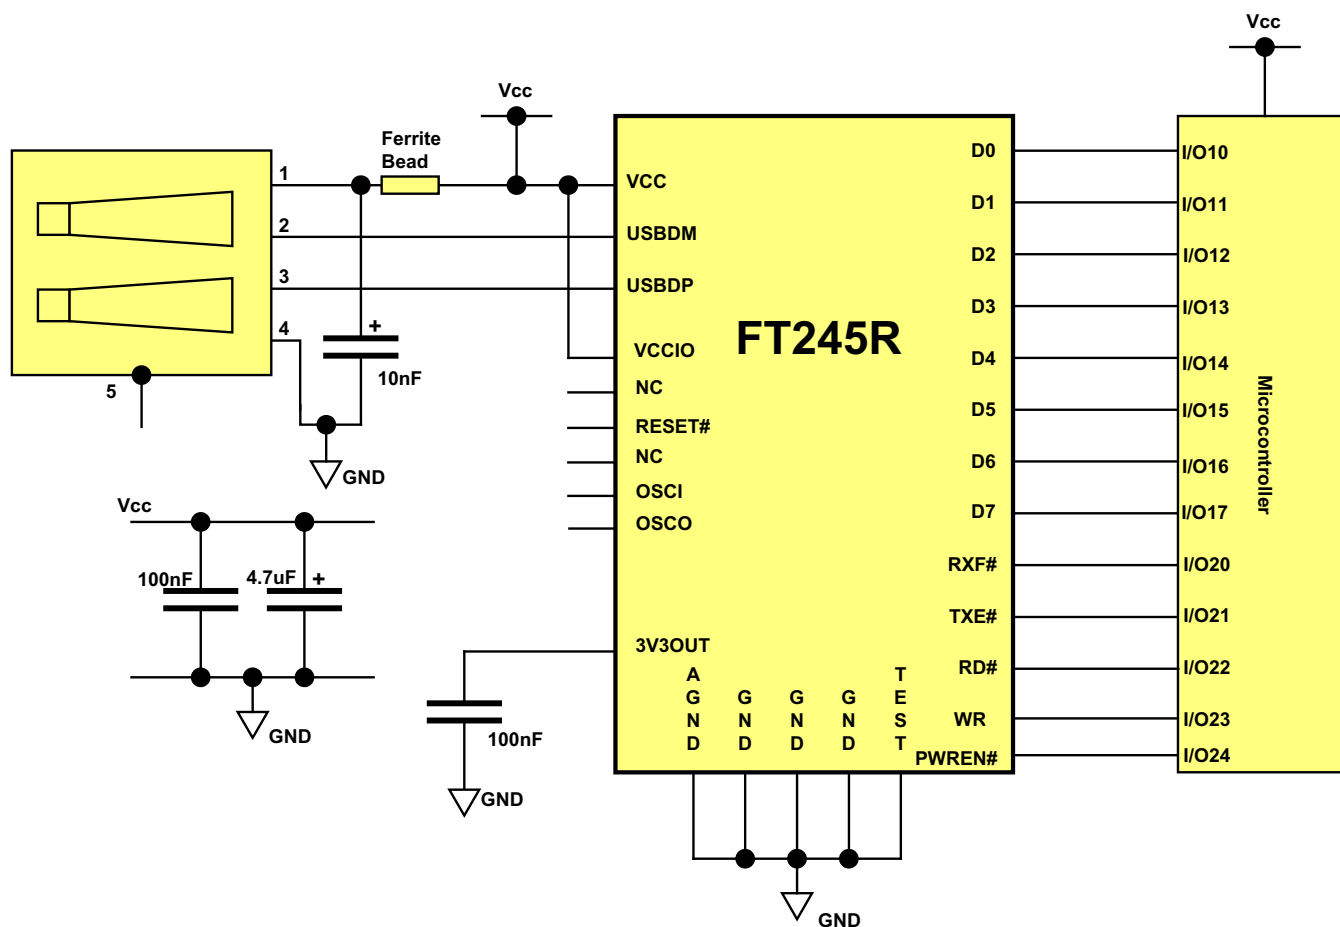 Vcc
Vcc
Ferrite
Bead
1
2
3
4
5
+
10nF
GND
Vcc
100nF
4.7uF
+
GND
VCC
USBDM
USBDP
VCCIO
NC
RESET#
NC
OSCI
OSCO
3V3OUT
100nF
GND
FT245R
AGND
GND
GND
GND
TEST
GND
D0
D1
D2
D3
D4
D5
D6
D7
RXF#
TXE#
RD#
WR
PWREN#
I/O10
I/O11
I/O12
I/O13
I/O14
I/O15
I/O16
I/O17
I/O20
I/O21
I/O22
I/O23
I/O24
Microcontroller